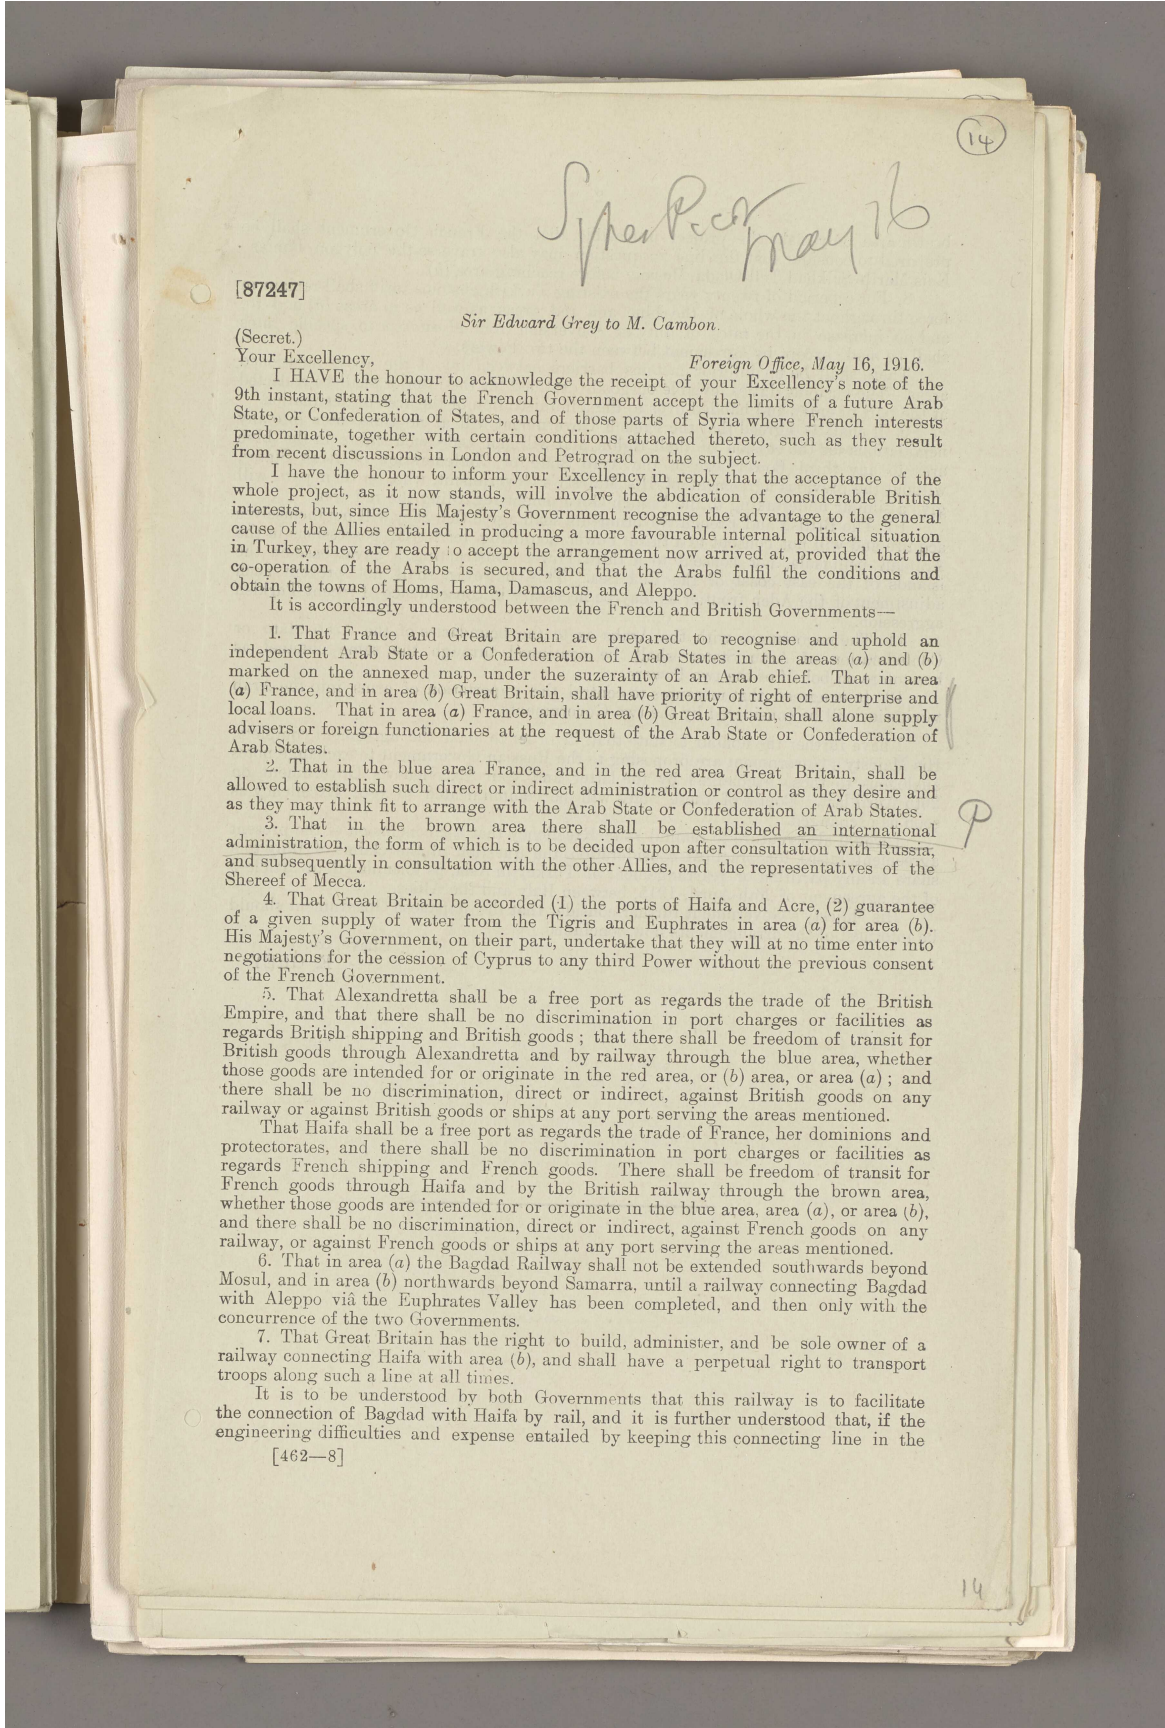 14
Sykes Picot
May 16
[87247]
Sir Edward Grey to M. Cambon.
(Secret.)
Your Excellency, Foreign Office, May 16, 1916.
I HAVE the honour to acknowledge the receipt of your Excellency's note of the
9th instant, stating that the French Government accept the limits of a future Arab
State, or Confederation of States, and of those parts of Syria where French interests
predominate, together with certain conditions attached thereto, such as they result
from recent discussions in London and Petrograd on the subject.
I have the honour to inform your Excellency in reply that the acceptance of the
whole project, as it now stands, will involve the abdication of considerable British
interests, but, since His Majesty's Government recognise the advantage to the general
cause of the Allies entailed in producing a more favourable internal political situation
in Turkey, they are ready to accept the arrangement now arrived at, provided that the
co-operation of the Arabs is secured, and that the Arabs fulfil the conditions and
obtain the towns of Homs, Hama, Damascus, and Aleppo.
It is accordingly understood between the French and British Governments—
1. That France and Great Britain are prepared to recognise and uphold an
independent Arab State or a Confederation of Arab States in the areas (a) and (b)
marked on the annexed map, under the suzerainty of an Arab chief. That in area
(a) France, and in area (b) Great Britain, shall have priority of right of enterprise and
local loans. That in area (a) France, and in area (b) Great Britain, shall alone supply
advisers or foreign functionaries at the request of the Arab State or Confederation of
Arab States.
2. That in the blue area France, and in the red area Great Britain, shall be
allowed to establish such direct or indirect administration or control as they desire and
as they may think fit to arrange with the Arab State or Confederation of Arab States.
3. That in the brown area there shall be established an international
administration, the form of which is to be decided upon after consultation with Russia,
and subsequently in consultation with the other Allies, and the representatives of the
Shereef of Mecca.
P
4. That Great Britain be accorded (1) the ports of Haifa and Acre, (2) guarantee
of a given supply of water from the Tigris and Euphrates in area (a) for area (b).
His Majesty's Government, on their part, undertake that they will at no time enter into
negotiations for the cession of Cyprus to any third Power without the previous consent
of the French Government.
5. That Alexandretta shall be a free port as regards the trade of the British
Empire, and that there shall be no discrimination in port charges or facilities as
regards British shipping and British goods; that there shall be freedom of transit for
British goods through Alexandretta and by railway through the blue area, whether
those goods are intended for or originate in the red area, or (b) area, or area (a); and
there shall be no discrimination, direct or indirect, against British goods on any
railway or against British goods or ships at any port serving the areas mentioned.
That Haifa shall be a free port as regards the trade of France, her dominions and
protectorates, and there shall be no discrimination in port charges or facilities as
regards French shipping and French goods. There shall be freedom of transit for
French goods through Haifa and by the British railway through the brown area,
whether those goods are intended for or originate in the blue area, area (a), or area (b),
and there shall be no discrimination, direct or indirect, against French goods on any
railway, or against French goods or ships at any port serving the areas mentioned.
6. That in area (a) the Bagdad Railway shall not be extended southwards beyond
Mosul, and in area (b) northwards beyond Samarra, until a railway connecting Bagdad
with Aleppo viâ the Euphrates Valley has been completed, and then only with the
concurrence of the two Governments.
7. That Great Britain has the right to build, administer, and be sole owner of a
railway connecting Haifa with area (b), and shall have a perpetual right to transport
troops along such a line at all times.
It is to be understood by both Governments that this railway is to facilitate
the connection of Bagdad with Haifa by rail, and it is further understood that, if the
engineering difficulties and expense entailed by keeping this connecting line in the
[462—8]
14